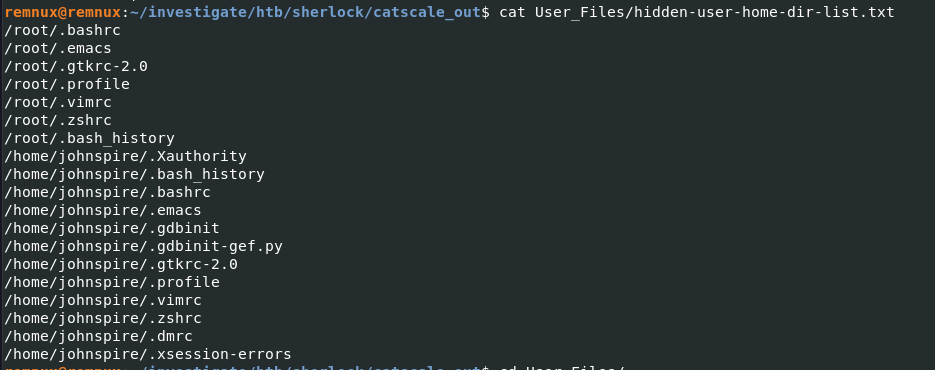 remnux@remnux:~/investigate/htb/sherlock/catscale_out$ cat User_Files/hidden-user-home-dir-list.txt
/root/.bashrc
/root/.emacs
/root/.gtkrc-2.0
/root/.profile
/root/.vimrc
/root/.zshrc
/root/.bash_history
/home/johnspire/.Xauthority
/home/johnspire/.bash_history
/home/johnspire/.bashrc
/home/johnspire/.emacs
/home/johnspire/.gdbinit
/home/johnspire/.gdbinit-gef.py
/home/johnspire/.gtkrc-2.0
/home/johnspire/.profile
/home/johnspire/.vimrc
/home/johnspire/.zshrc
/home/johnspire/.dmrc
/home/johnspire/.xsession-errors
remnux@remnux:~/investigate/htb/sherlock/catscale_out$ cd User_Files/